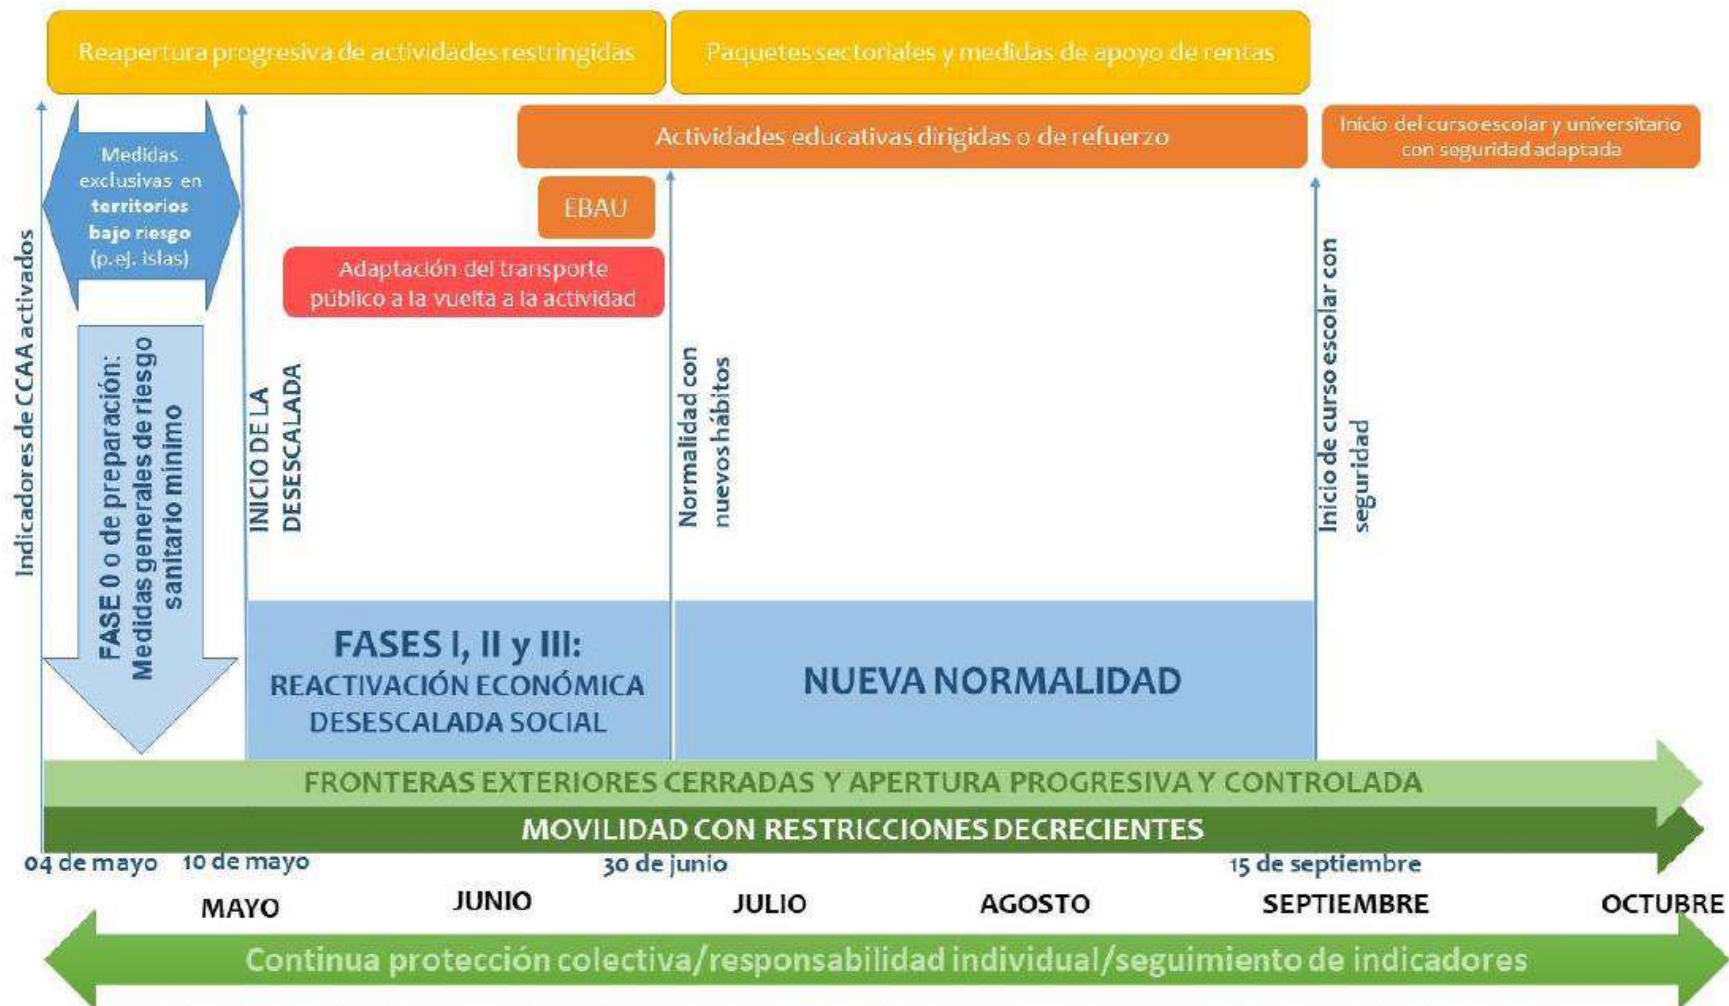 Reapertura progresiva de actividades restringidas
Paquetes sectoriales y medidas de apoyo de rentas
Actividades educativas dirigidas o de refuerzo
Inicio del curso escolar y universitario
con seguridad adaptada
Medidas
exclusivas en
territorios
bajo riesgo
(p.ej. islas)
EBAU
Adaptación del transporte
público a la vuelta a la actividad
Indicadores de CCAA activados
FASE 0 o de preparación:
Medidas generales de riesgo
sanitario mínimo
INICIO DE LA
DESESCALADA
Normalidad con
nuevos hábitos
Inicio de curso escolar con
seguridad
FASES I, II y III:
REACTIVACIÓN ECONÓMICA
DESESCALADA SOCIAL
NUEVA NORMALIDAD
FRONTERAS EXTERIORES CERRADAS Y APERTURA PROGRESIVA Y CONTROLADA
MOVILIDAD CON RESTRICCIONES DECRECIENTES
04 de mayo
10 de mayo
30 de junio
15 de septiembre
MAYO
JUNIO
JULIO
AGOSTO
SEPTIEMBRE
OCTUBRE
Continua protección colectiva/responsabilidad individual/seguimiento de indicadores